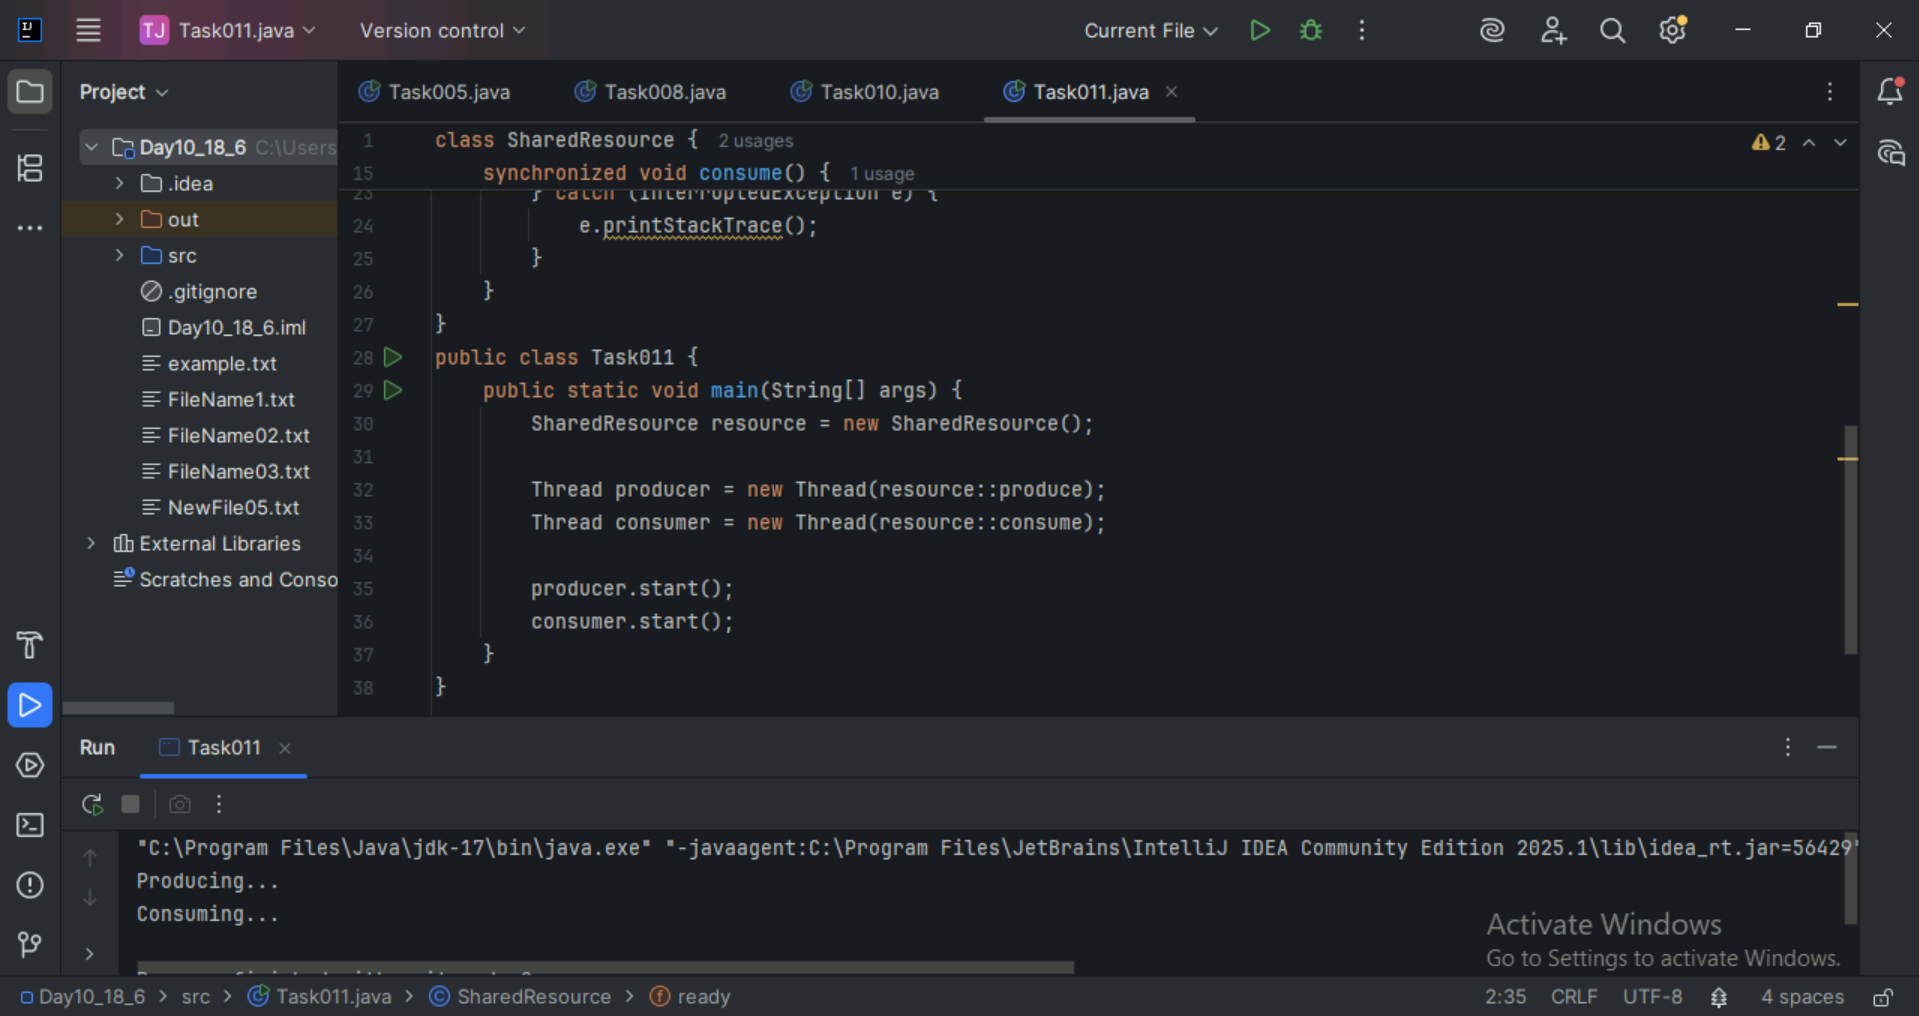 TJ Task011.java Version control Current File
Project
Task005.java Task008.java Task010.java Task011.java
Day10_18_6 C:\Users
.idea
out
src
.gitignore
Day10_18_6.iml
example.txt
FileName1.txt
FileName02.txt
FileName03.txt
NewFile05.txt
External Libraries
Scratches and Conso
1 class SharedResource { 2 usages
2
15 synchronized void consume() { 1 usage
23 } catch (InterruptedException e) {
24 e.printStackTrace();
25 }
26 }
27 }
28 public class Task011 {
29 public static void main(String[] args) {
30 SharedResource resource = new SharedResource();
31
32 Thread producer = new Thread(resource::produce);
33 Thread consumer = new Thread(resource::consume);
34
35 producer.start();
36 consumer.start();
37 }
38 }
Run Task011
"C:\Program Files\Java\jdk-17\bin\java.exe" "-javaagent:C:\Program Files\JetBrains\IntelliJ IDEA Community Edition 2025.1\lib\idea_rt.jar=56429"
Producing...
Consuming...
Activate Windows
Go to Settings to activate Windows.
Day10_18_6 > src > Task011.java > SharedResource > ready 2:35 CRLF UTF-8 4 spaces